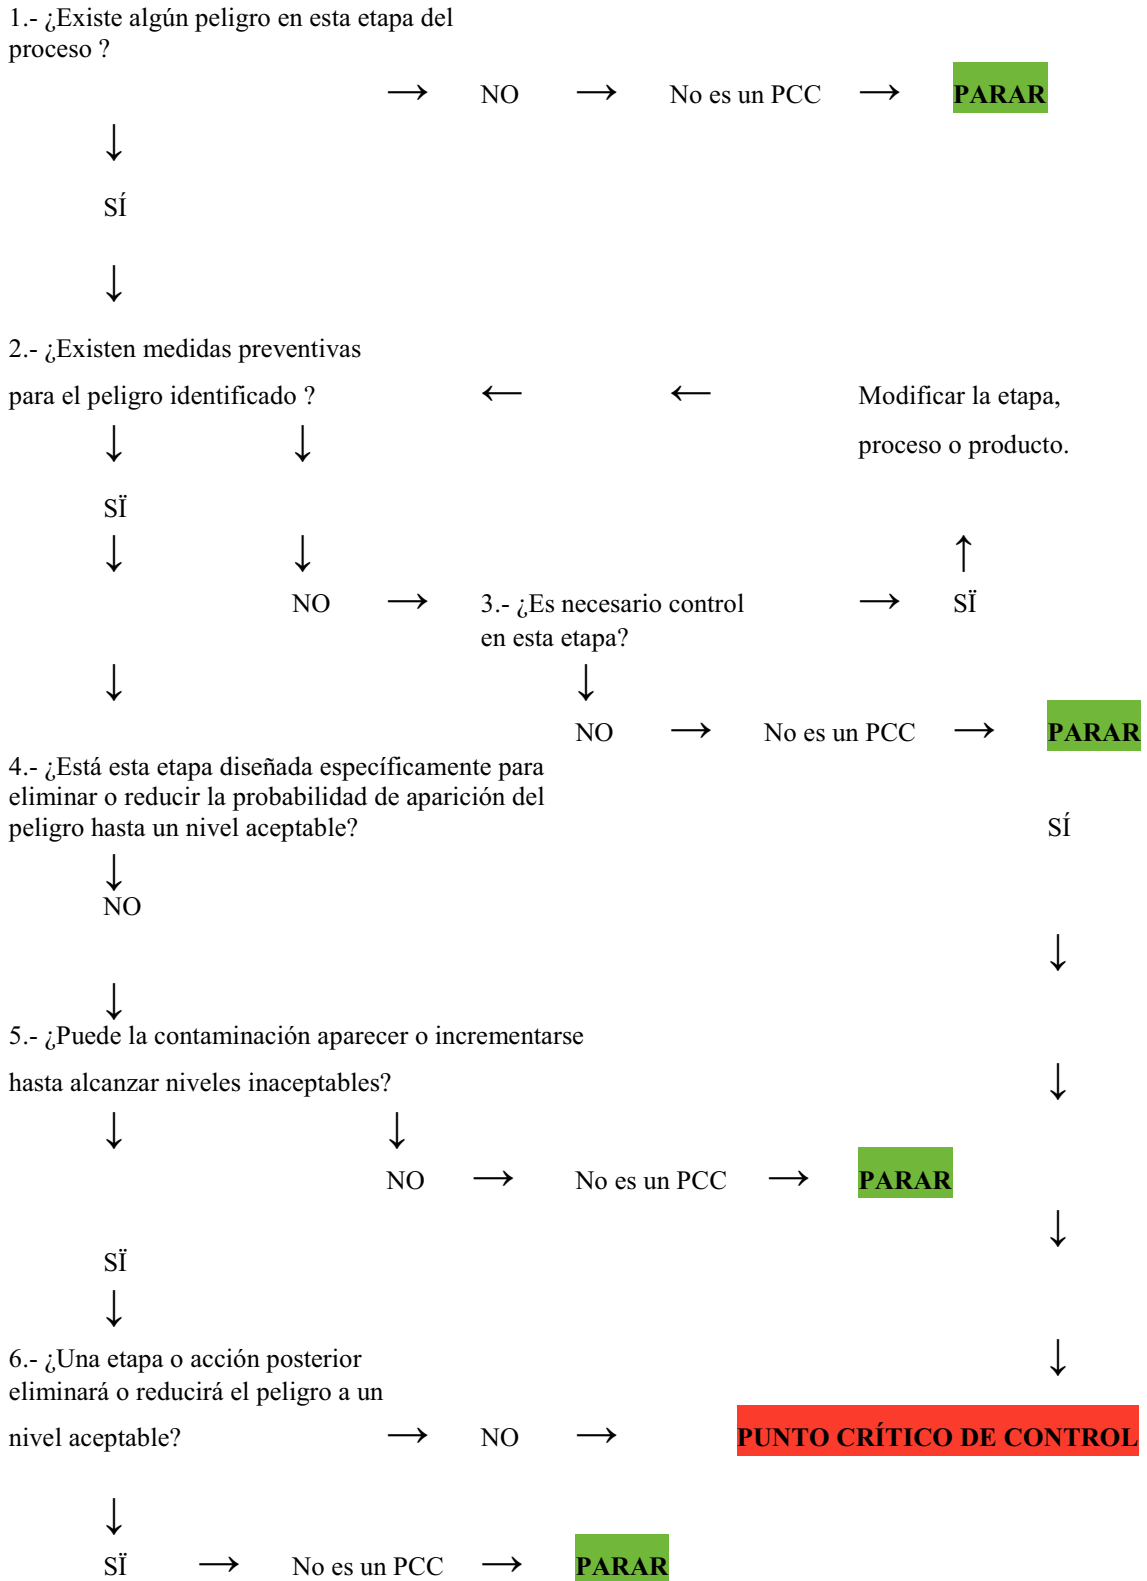 1.- ¿Existe algún peligro en esta etapa del
proceso ?
→ NO → No es un PCC → PARAR
↓
SÍ
↓
2.- ¿Existen medidas preventivas
para el peligro identificado ? ← ← Modificar la etapa,
↓ ↓ proceso o producto.
SÏ
↓ ↓ ↑
NO → 3.- ¿Es necesario control → SÏ
en esta etapa?
↓ ↓
NO → No es un PCC → PARAR
4.- ¿Está esta etapa diseñada específicamente para
eliminar o reducir la probabilidad de aparición del
peligro hasta un nivel aceptable? SÍ
↓
NO
↓
↓
5.- ¿Puede la contaminación aparecer o incrementarse
hasta alcanzar niveles inaceptables? ↓
↓ ↓
NO → No es un PCC → PARAR
↓
SÏ
↓
6.- ¿Una etapa o acción posterior ↓
eliminará o reducirá el peligro a un
nivel aceptable? → NO → PUNTO CRÍTICO DE CONTROL
↓
SÏ → No es un PCC → PARAR